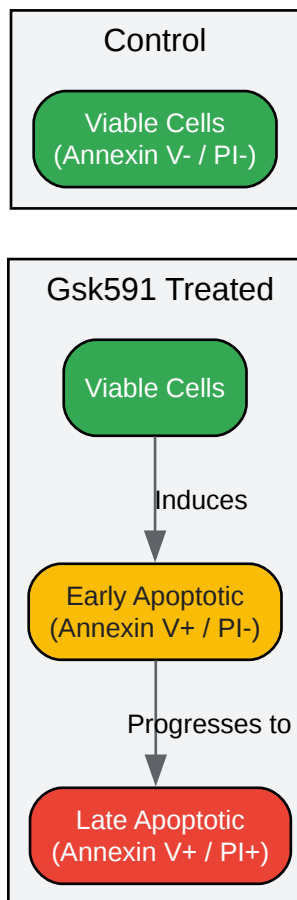 Control
Viable Cells
(Annexin V- / PI-)
Gsk591 Treated
Viable Cells
Induces
Early Apoptotic
(Annexin V+ / PI-)
Progresses to
Late Apoptotic
(Annexin V+ / PI+)